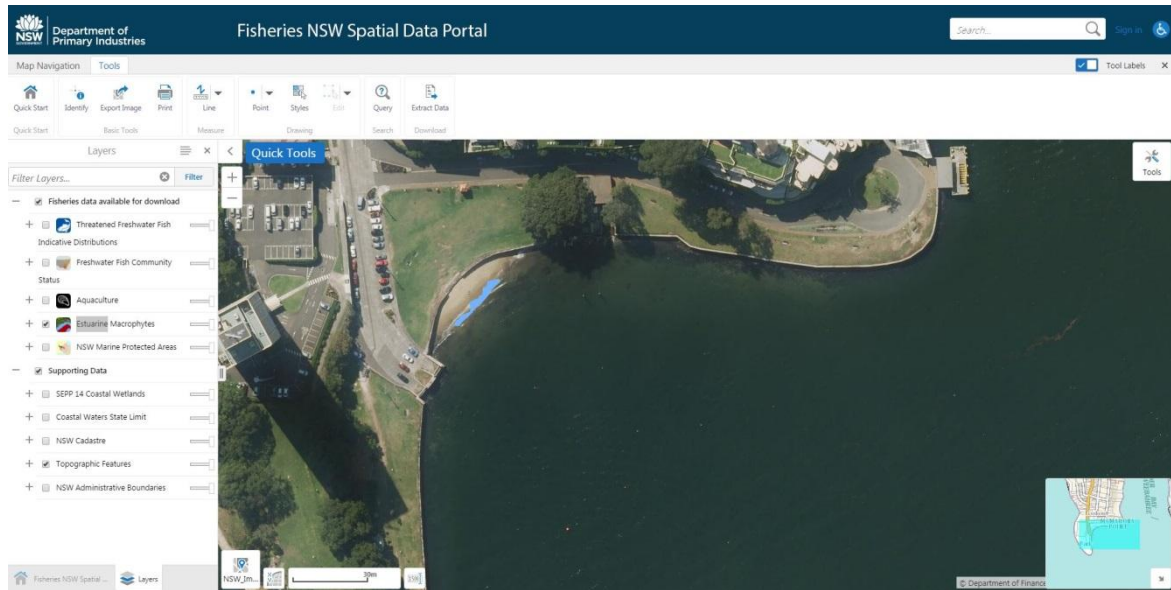 NSW
GOVERNMENT
Department of
Primary Industries
Fisheries NSW Spatial Data Portal
Search...
Sign in
Map Navigation
Tools
Tool Labels
Quick Start
Identify
Export Image
Print
Line
Point
Styles
Edit
Query
Extract Data
Quick Start
Basic Tools
Measure
Drawing
Search
Download
Layers
Quick Tools
Tools
Filter Layers...
Filter
Fisheries data available for download
Threatened Freshwater Fish
Indicative Distributions
Freshwater Fish Community
Status
Aquaculture
Estuarine Macrophytes
NSW Marine Protected Areas
Supporting Data
SEPP 14 Coastal Wetlands
Coastal Waters State Limit
NSW Cadastre
Topographic Features
NSW Administrative Boundaries
Fisheries NSW Spatial ...
Layers
NSW_Im...
30m
© Department of Finance